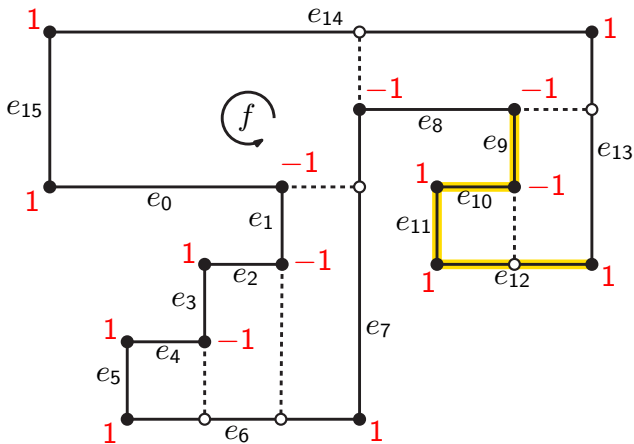 1 e₁₄ 1
−1 −1
e₁₅ f e₈ e₉ e₁₃
1 e₀ −1 1 e₁₀ −1
e₁ e₁₁
1 e₂ −1 1 e₁₂ 1
e₃ e₇
1 e₄ −1
e₅
1 e₆ 1